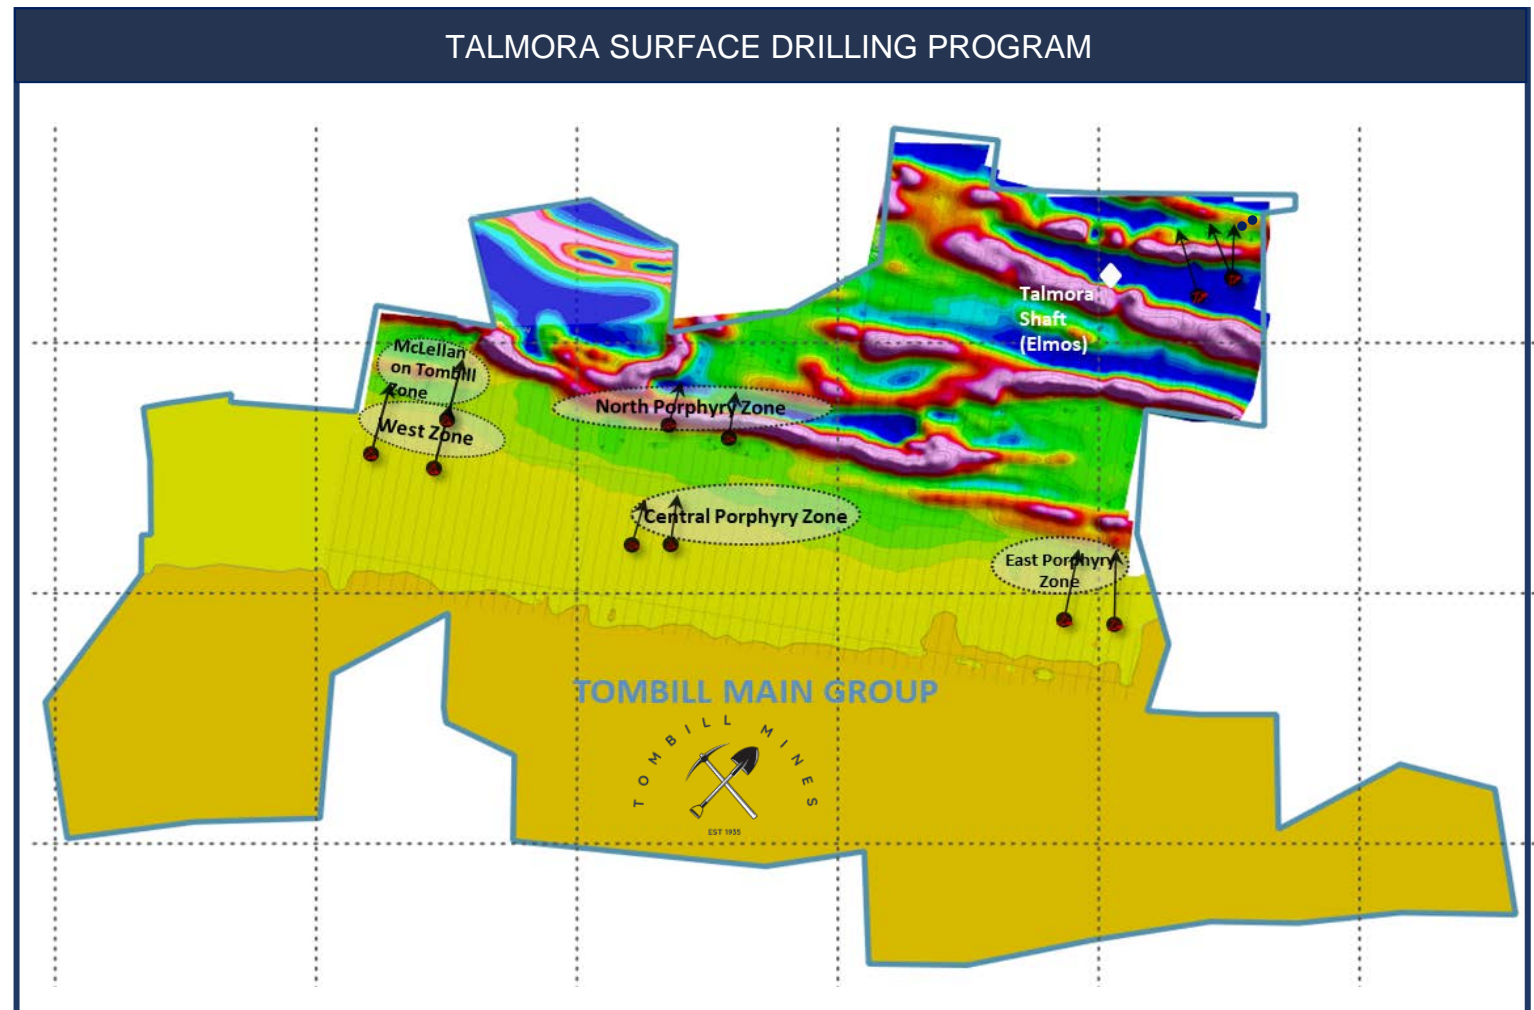 TALMORA SURFACE DRILLING PROGRAM
Talmora
Shaft
(Elmos)
McLellan
on Tombill
Zone
West Zone
North Porphyry Zone
Central Porphyry Zone
East Porphyry
Zone
TOMBILL MAIN GROUP
TOMBILL MINES
EST 1935